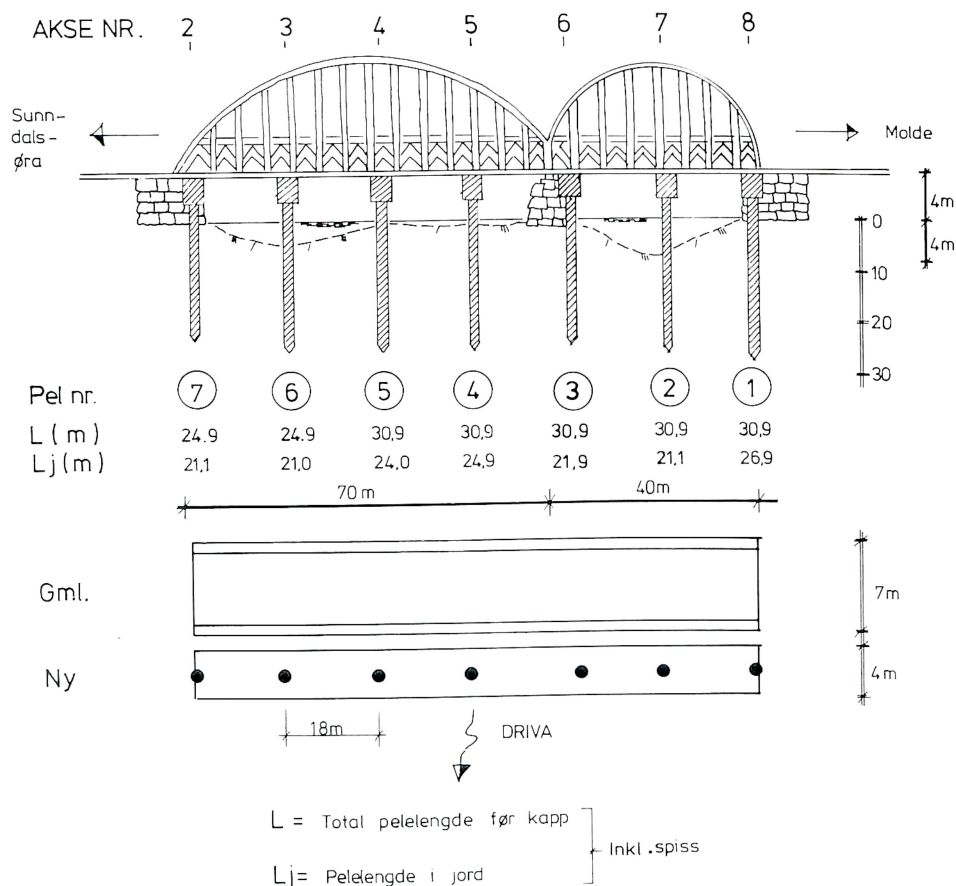 AKSE NR. 2 3 4 5 6 7 8
Sunn-
dals-
øra
Molde
4m
4m
0
10
20
30
Pel nr. 7 6 5 4 3 2 1
L (m) 24.9 24.9 30,9 30,9 30,9 30,9 30,9
Lj (m) 21,1 21,0 24,0 24,9 21,9 21,1 26,9
70m 40m
Gml.
7m
Ny
4m
18m
DRIVA
L = Total pelelengde før kapp
Inkl. spiss
Lj= Pelelengde i jord